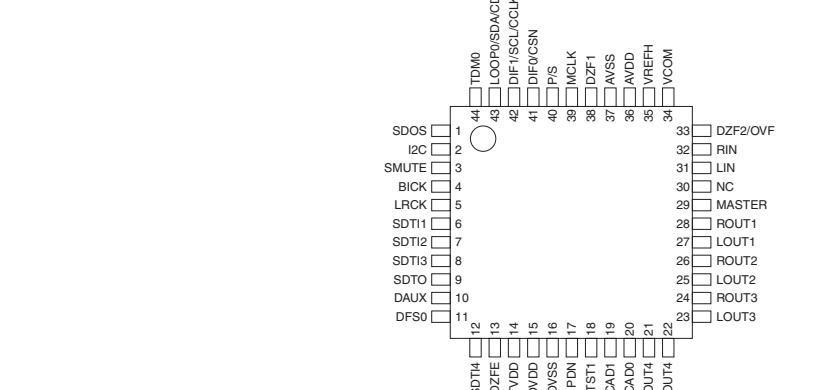 TDM0
LOOP0/SDA/CD
DIF1/SCL/CCLK
DIF0/CSN
P/S
MCLK
DZF1
AVSS
AVDD
VREFH
VCOM
44
43
42
41
40
39
38
37
36
35
34
SDOS 1
I2C 2
SMUTE 3
BICK 4
LRCK 5
SDTI1 6
SDTI2 7
SDTI3 8
SDTO 9
DAUX 10
DFS0 11
33 DZF2/OVF
32 RIN
31 LIN
30 NC
29 MASTER
28 ROUT1
27 LOUT1
26 ROUT2
25 LOUT2
24 ROUT3
23 LOUT3
12
13
14
15
16
17
18
19
20
21
22
SDTI4
DZFE
TVDD
DVDD
DVSS
PDN
TST1
CAD1
CAD0
OUT4
OUT4